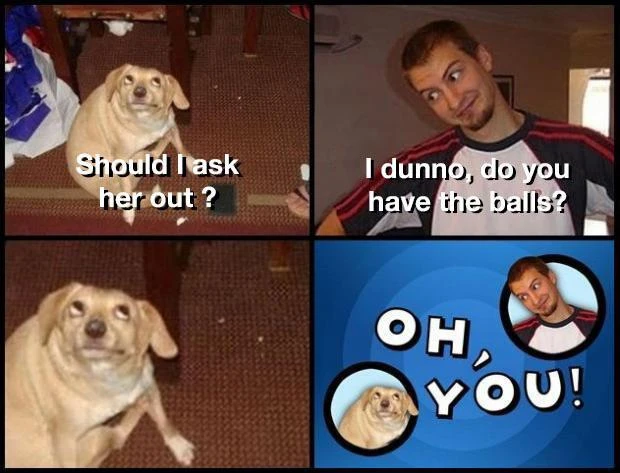 Should I ask
her out ?
I dunno, do you
have the balls?
OH,
YOU!